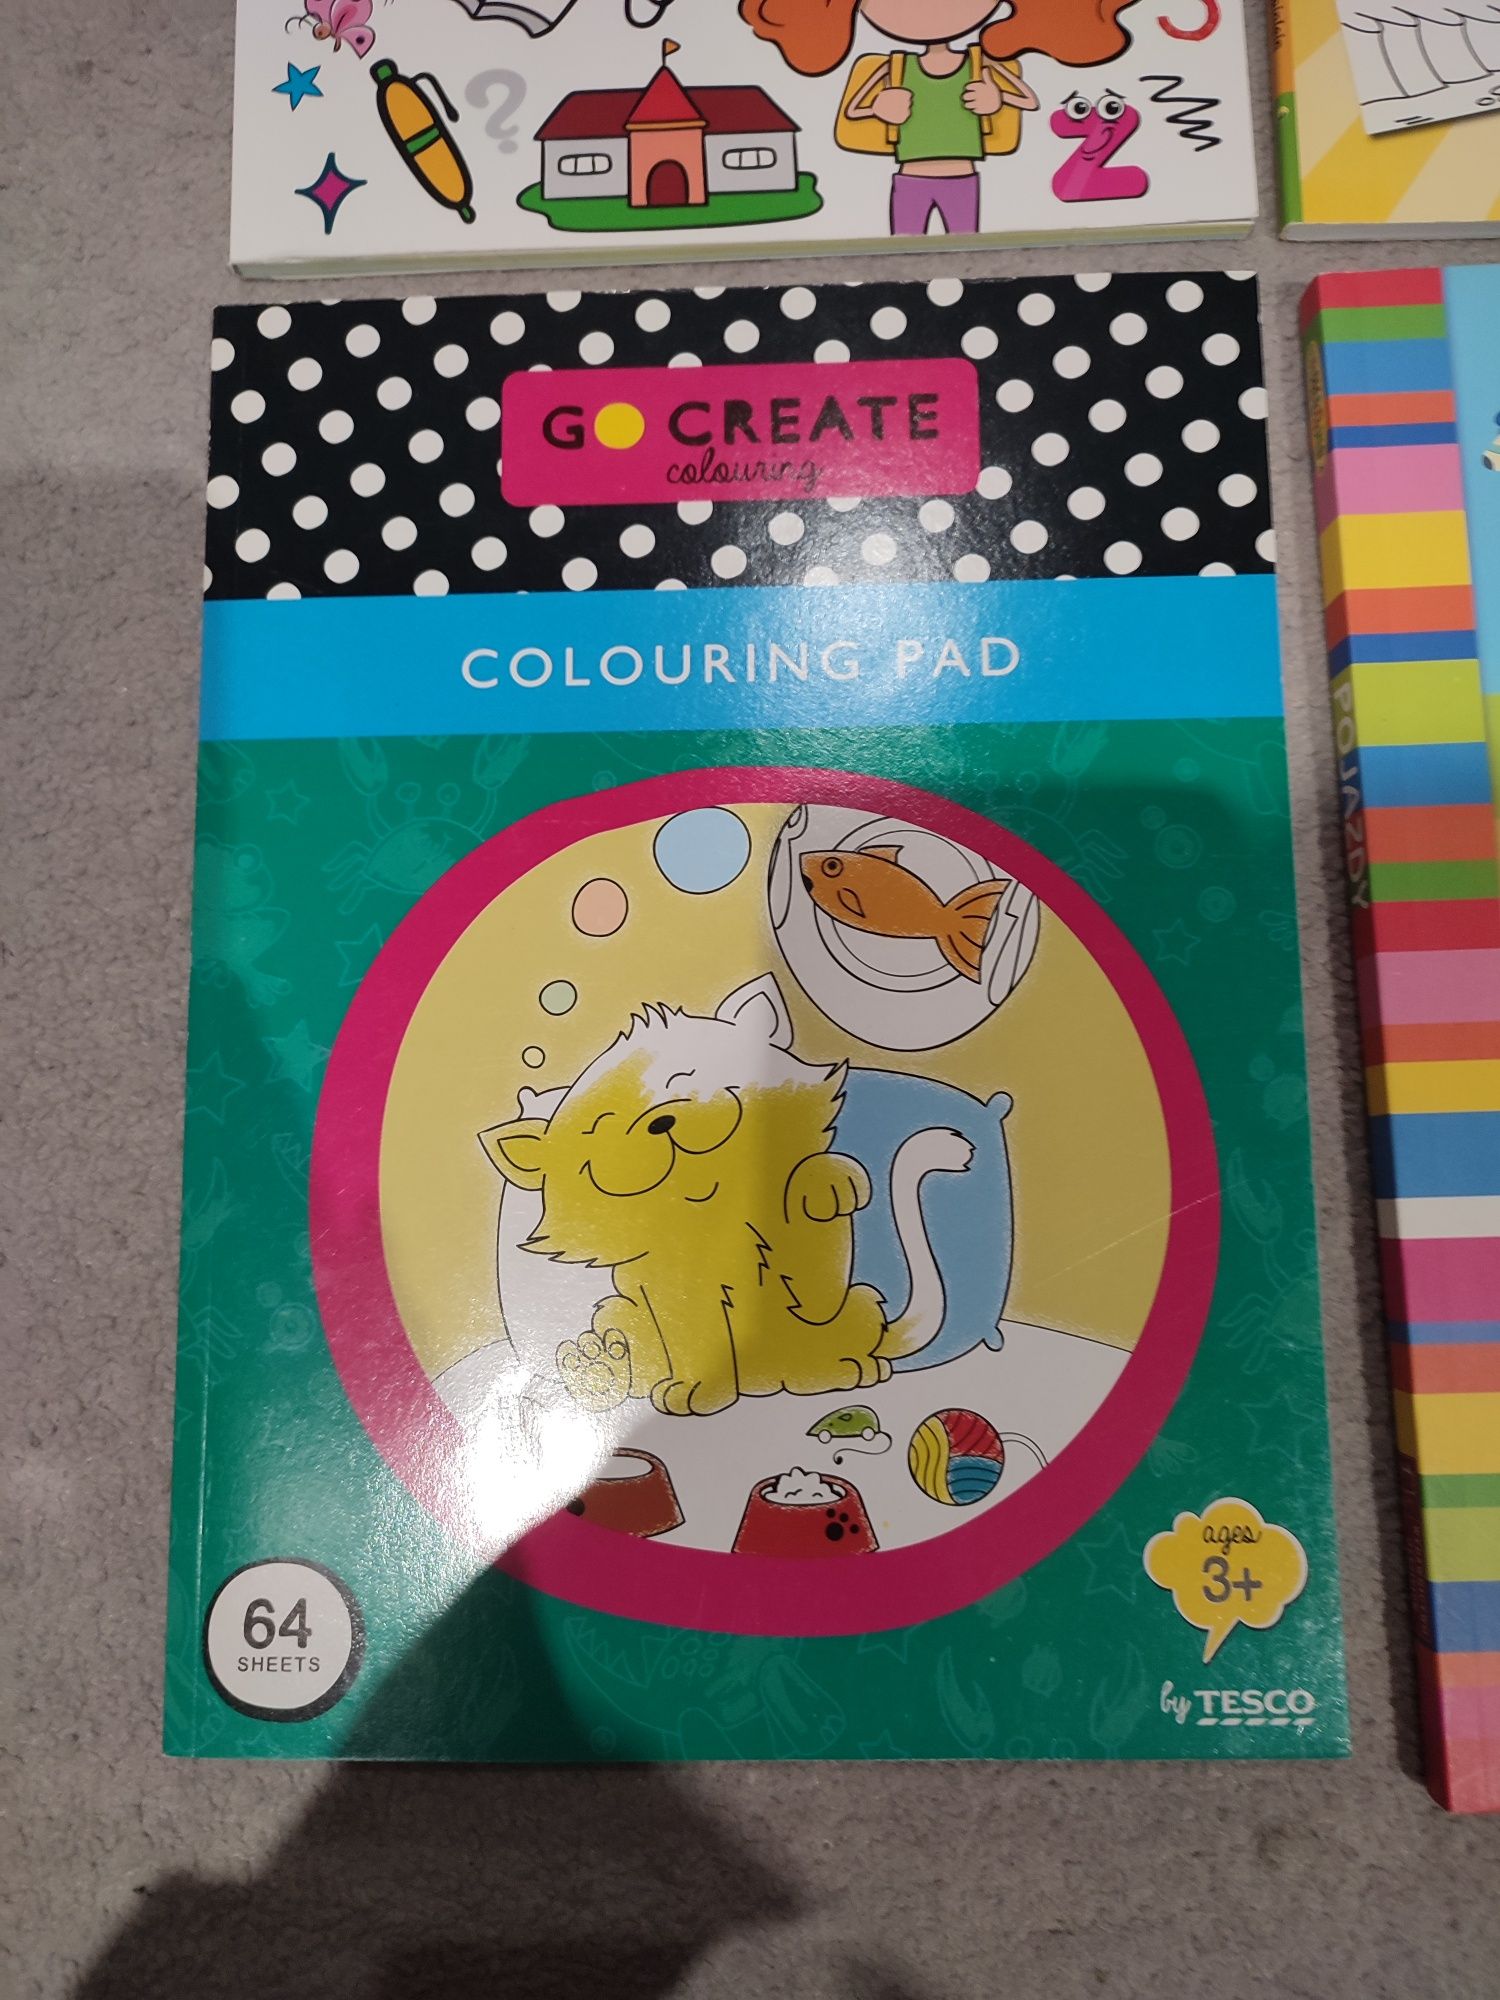 GO CREATE
colouring
COLOURING PAD
POJAZDY
64
SHEETS
ages
3+
by TESCO